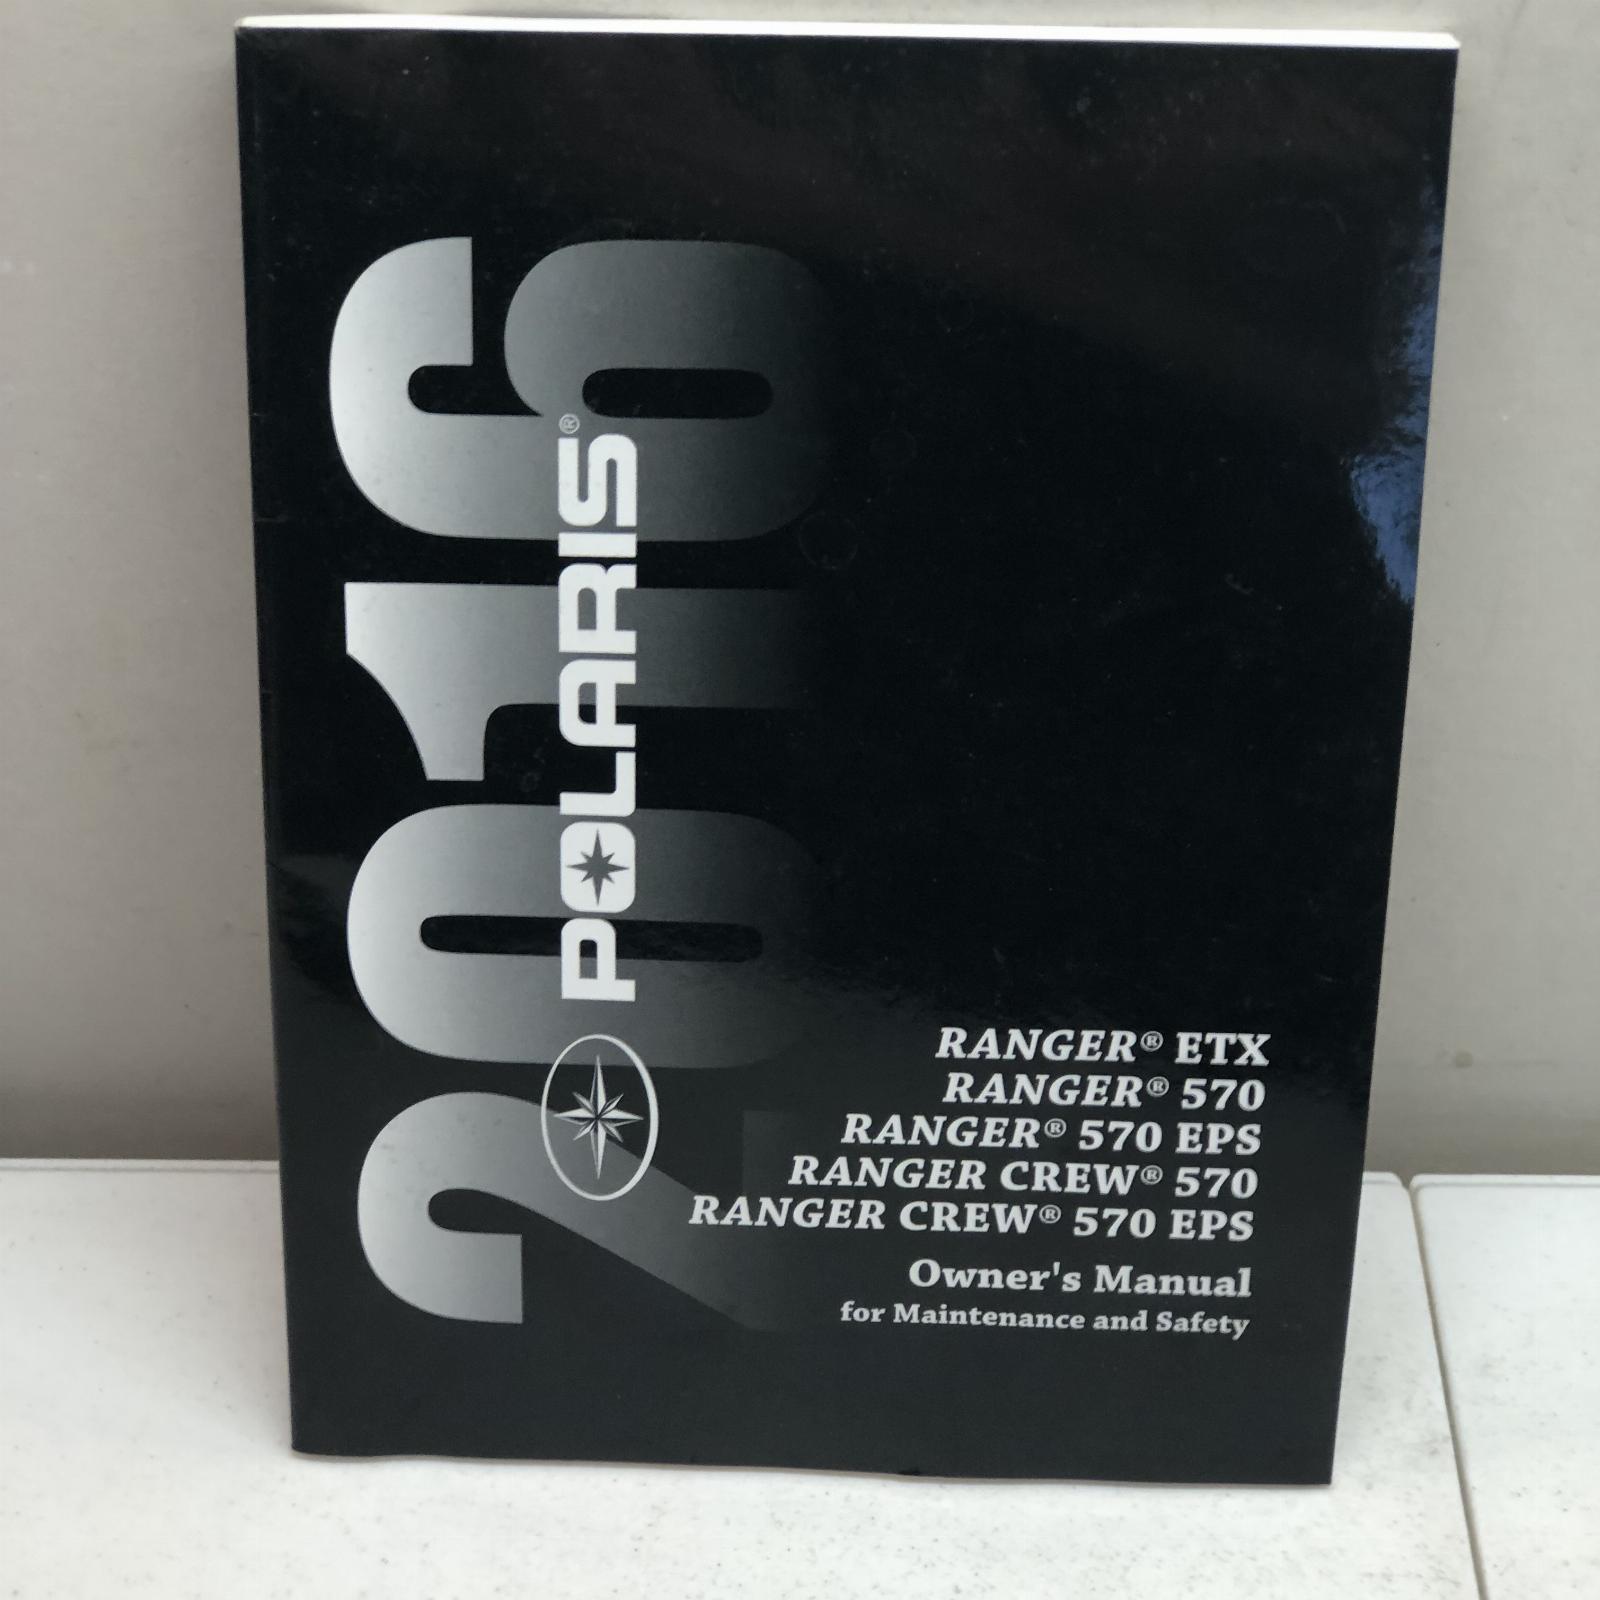 2016
POLARIS®
RANGER® ETX
RANGER® 570
RANGER® 570 EPS
RANGER CREW® 570
RANGER CREW® 570 EPS
Owner's Manual
for Maintenance and Safety